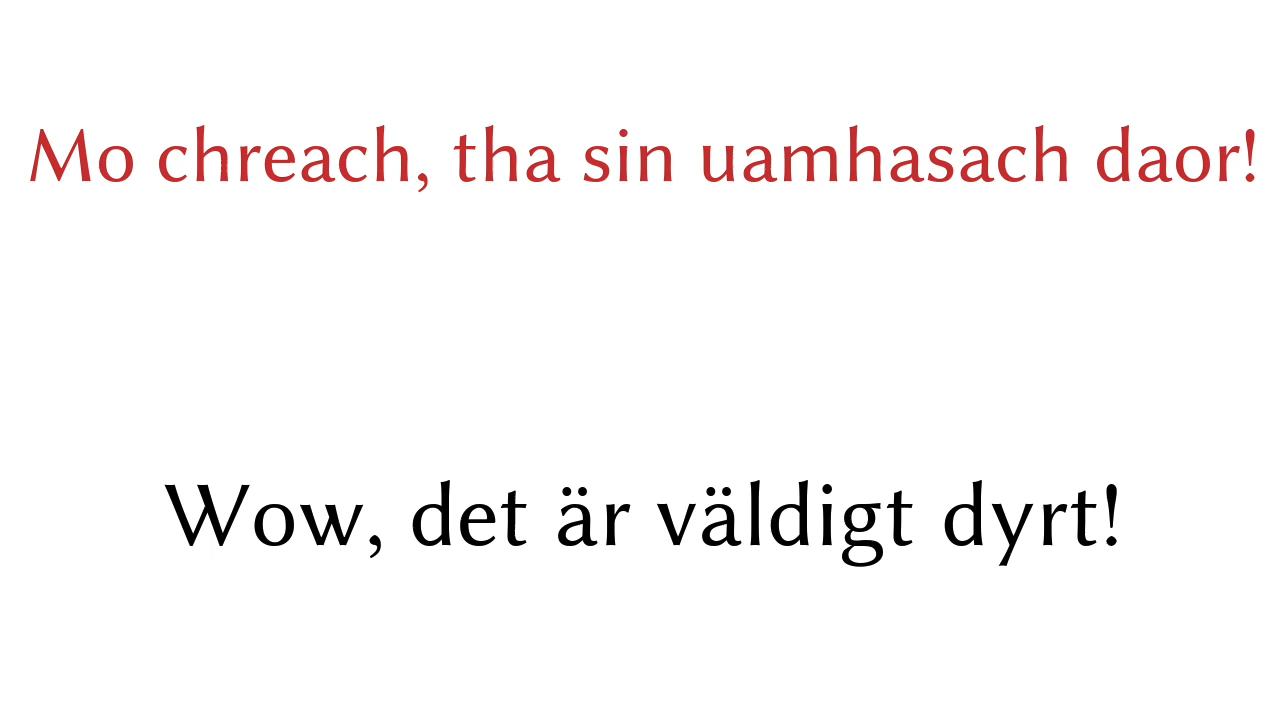 Mo chreach, tha sin uamhasach daor!
Wow, det är väldigt dyrt!